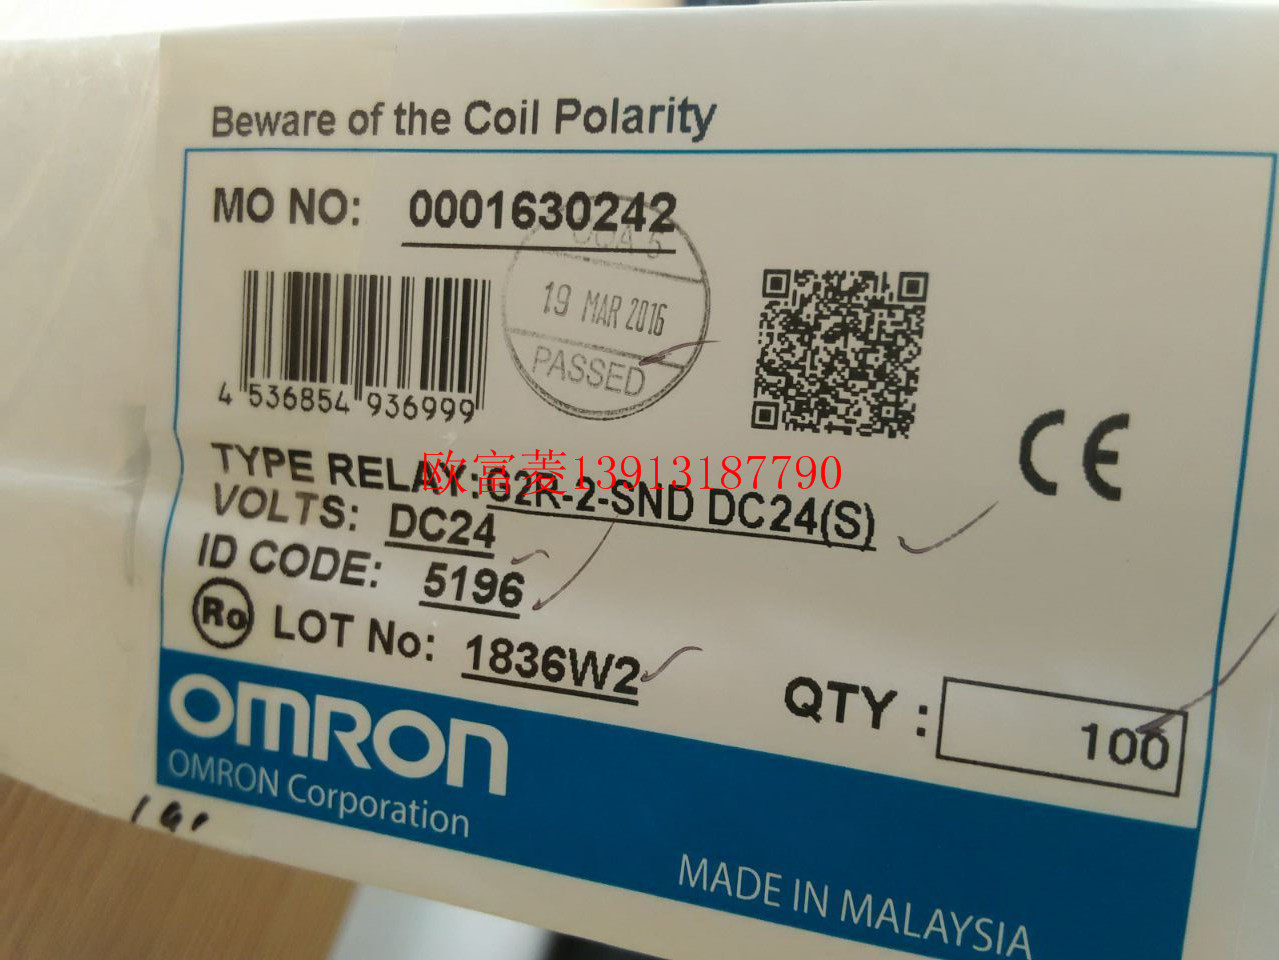 Beware of the Coil Polarity
MO NO: 0001630242
19 MAR 2016
PASSED
4 536854 936999
TYPE RELAY:G2R-2-SND DC24(S)
欧富菱13913187790
VOLTS: DC24
ID CODE: 5196
Ro LOT No: 1836W2
QTY : 100
OMRON
OMRON Corporation
MADE IN MALAYSIA
CE